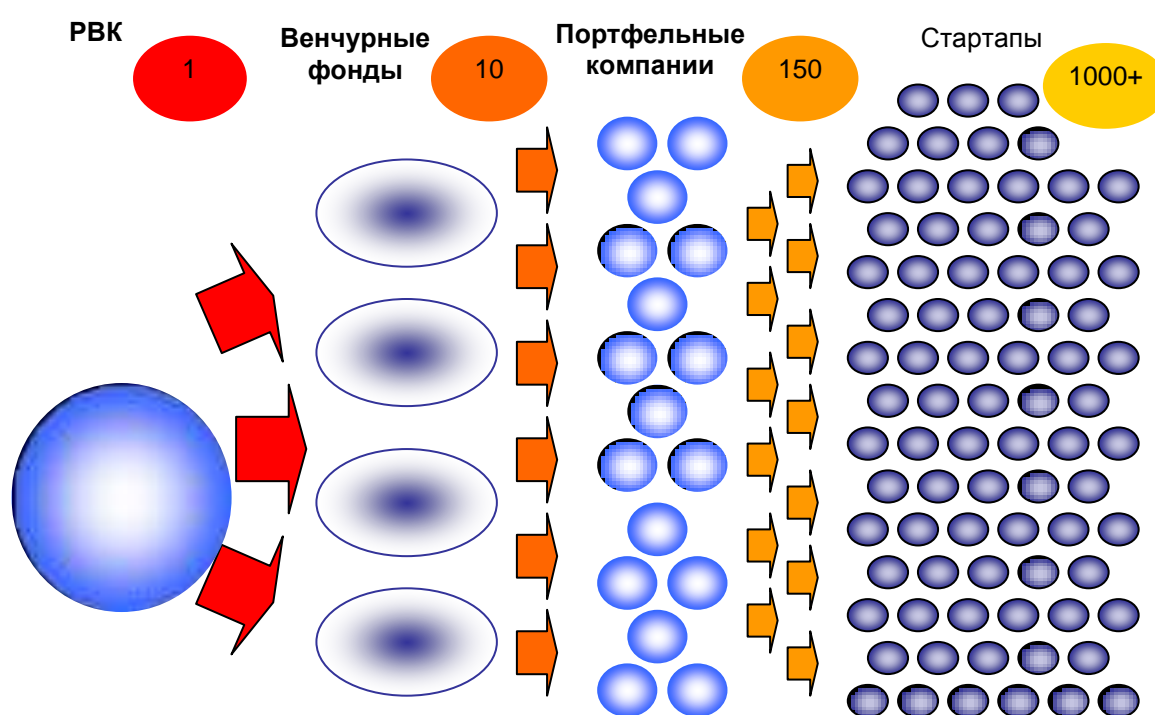 РВК
1
Венчурные
фонды
10
Портфельные
компании
150
Стартапы
1000+